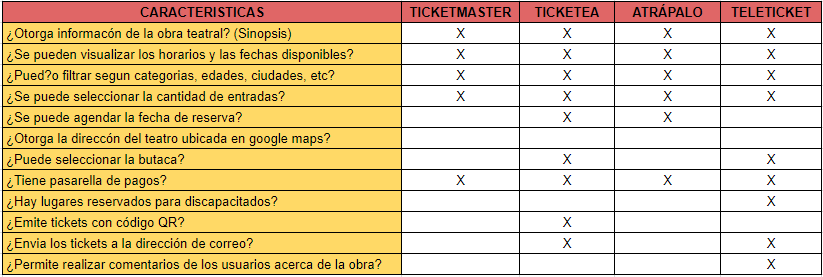 CARACTERISTICAS TICKETMASTER TICKETEA ATRÁPALO TELETICKET
¿Otorga informacón de la obra teatral? (Sinopsis) X X X X
¿Se pueden visualizar los horarios y las fechas disponibles? X X X X
¿Pued?o filtrar segun categorias, edades, ciudades, etc? X X X X
¿Se puede seleccionar la cantidad de entradas? X X X X
¿Se puede agendar la fecha de reserva? X X
¿Otorga la direccón del teatro ubicada en google maps?
¿Puede seleccionar la butaca? X X
¿Tiene pasarella de pagos? X X X X
¿Hay lugares reservados para discapacitados? X
¿Emite tickets con código QR? X
¿Envia los tickets a la dirección de correo? X X
¿Permite realizar comentarios de los usuarios acerca de la obra? X